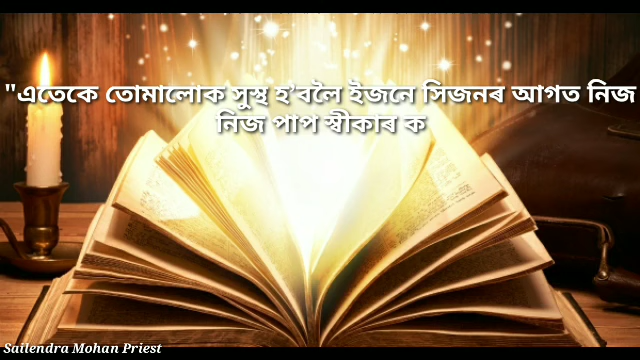 "এতেকে তোমালোক সুস্থ হ'বলৈ ইজনে সিজনৰ আগত নিজ
নিজ পাপ স্বীকাৰ ক
Sailendra Mohan Priest